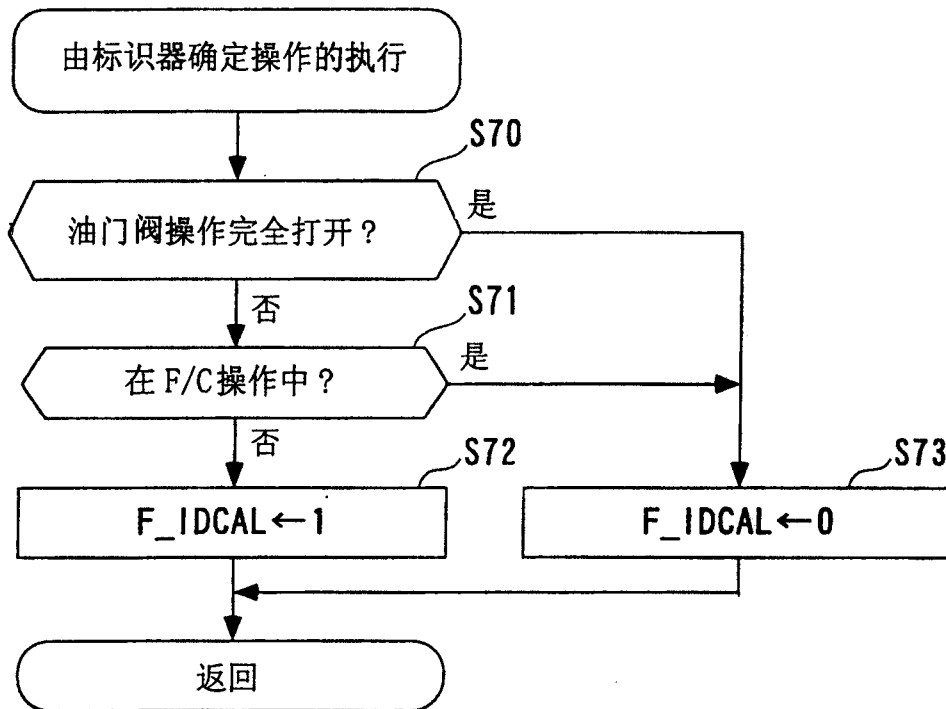 由标识器确定操作的执行
S70
油门阀操作完全打开？
是
否
S71
在 F/C 操作中？
是
否
S72
F_IDCAL←1
S73
F_IDCAL←0
返回